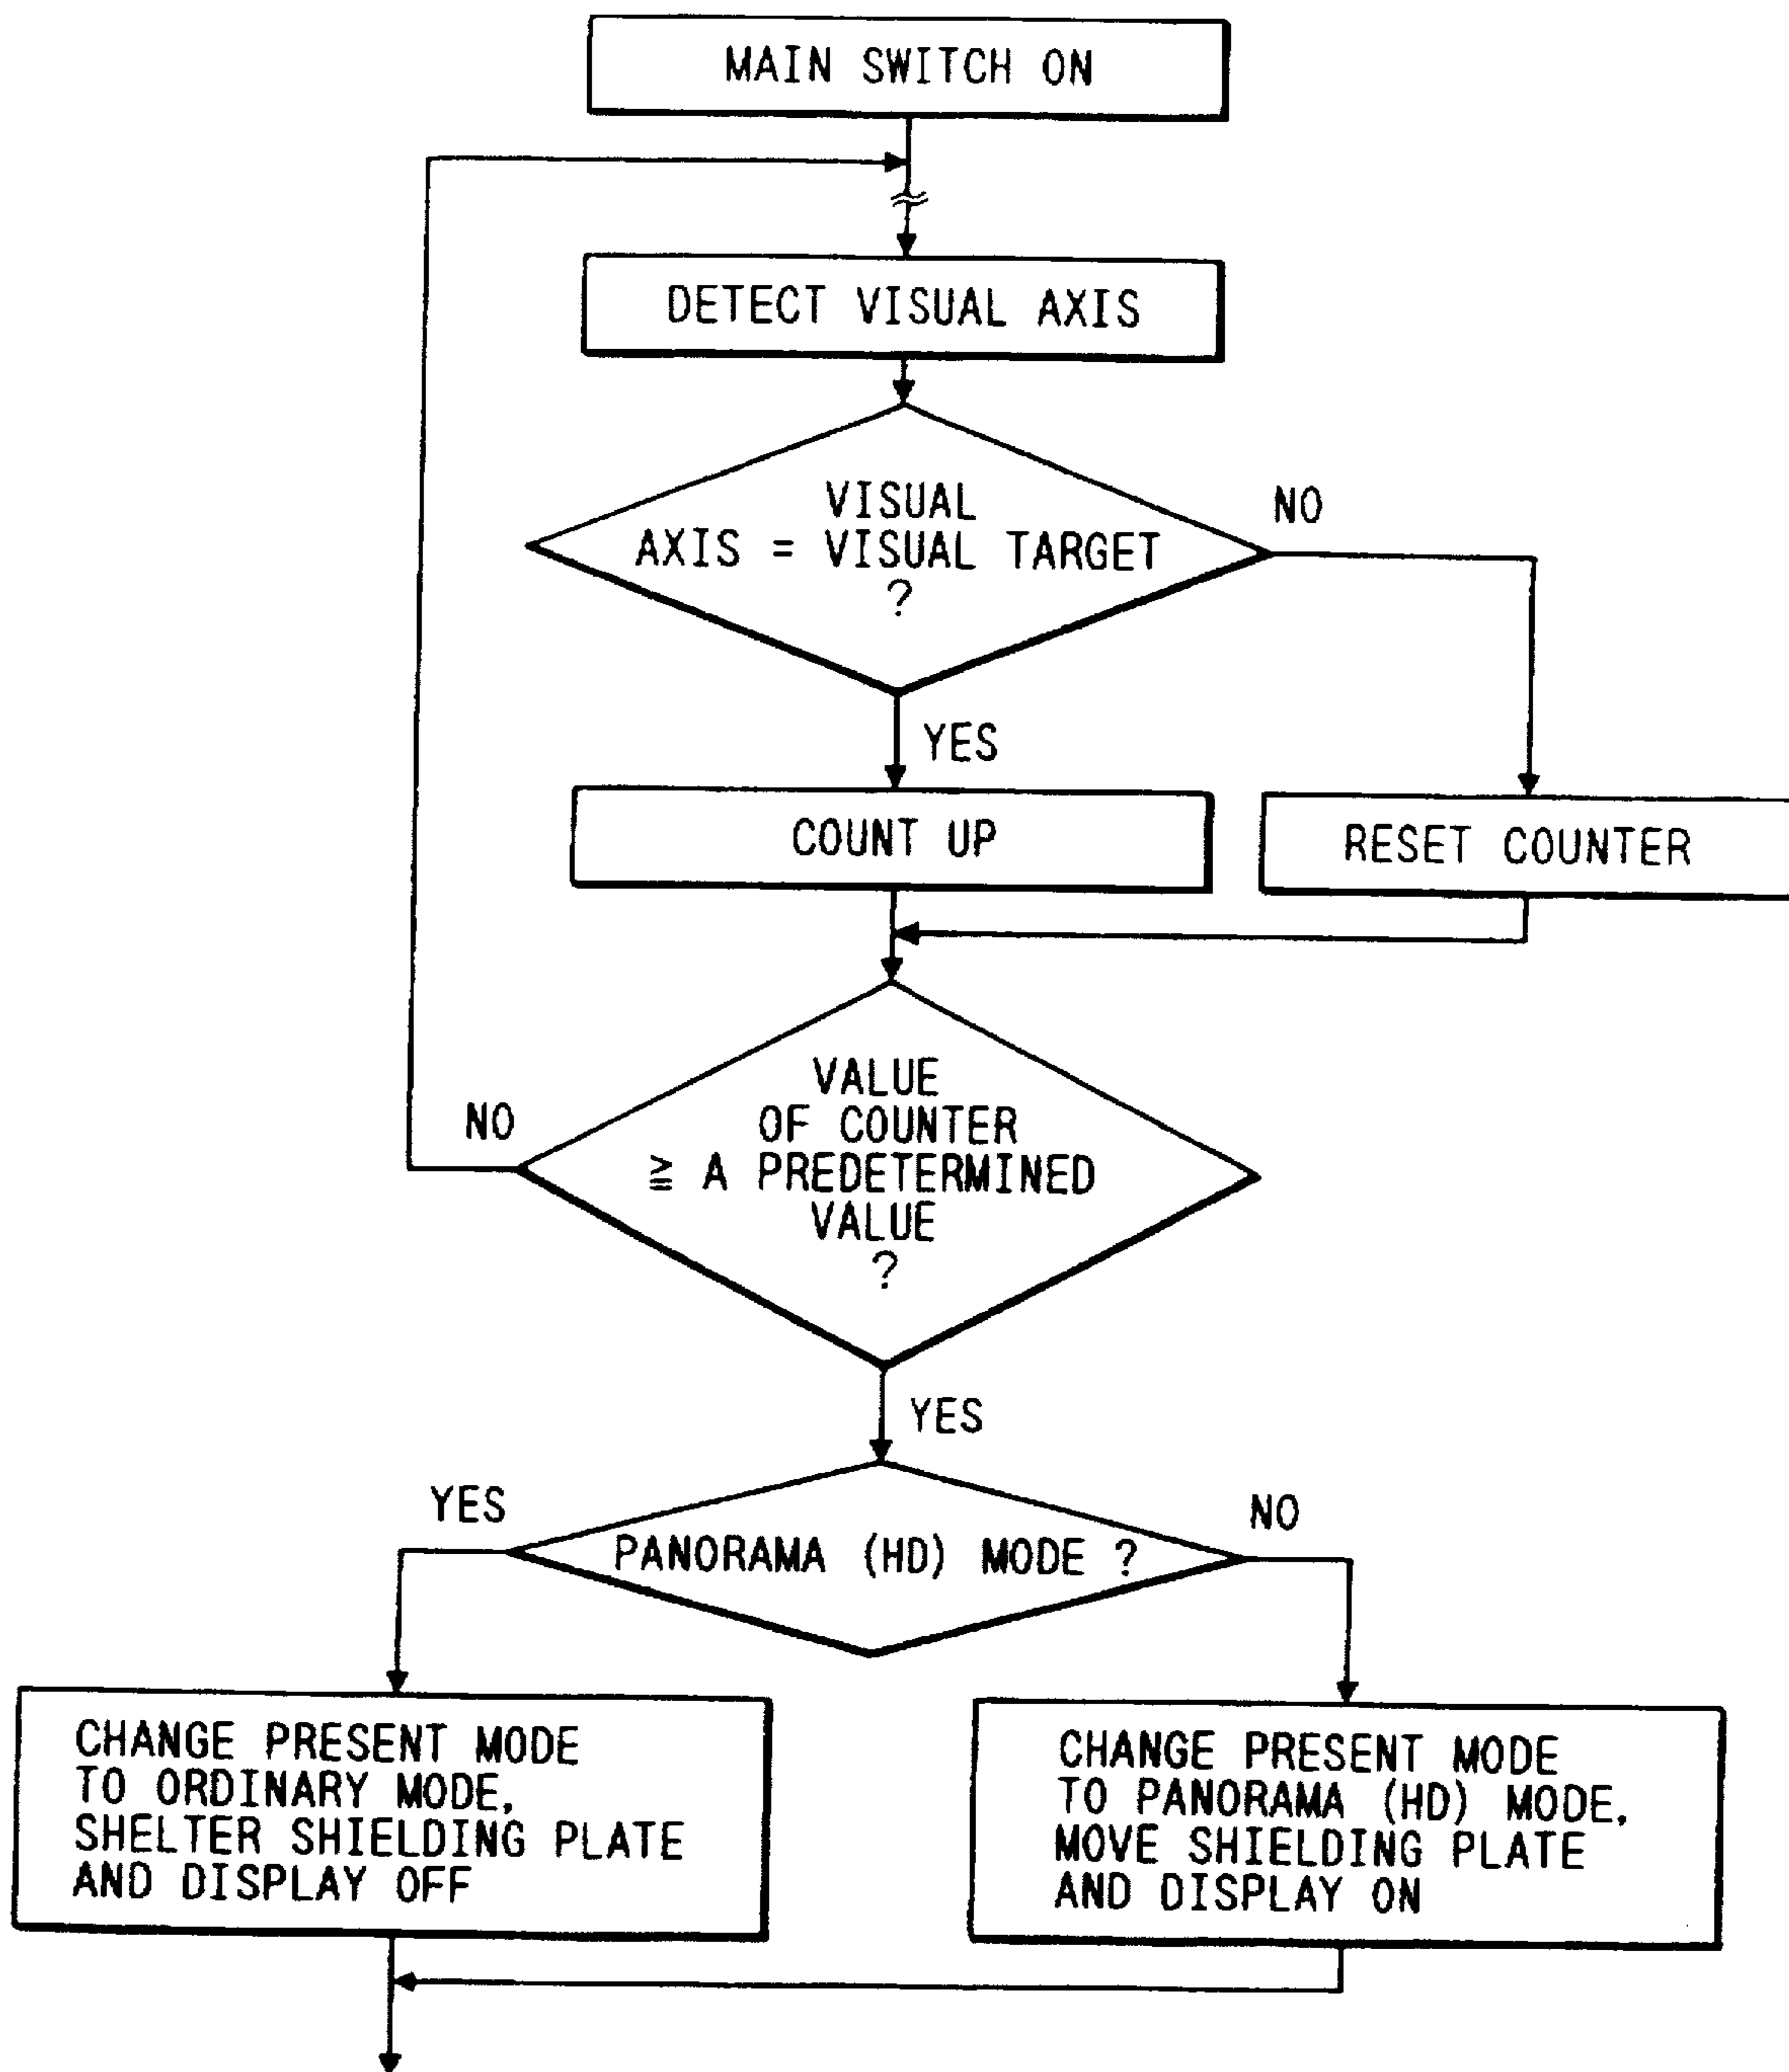 MAIN SWITCH ON
DETECT VISUAL AXIS
VISUAL
AXIS = VISUAL TARGET
?
NO
YES
COUNT UP
RESET COUNTER
VALUE
OF COUNTER
≧ A PREDETERMINED
VALUE
?
NO
YES
PANORAMA (HD) MODE ?
YES
NO
CHANGE PRESENT MODE
TO ORDINARY MODE,
SHELTER SHIELDING PLATE
AND DISPLAY OFF
CHANGE PRESENT MODE
TO PANORAMA (HD) MODE,
MOVE SHIELDING PLATE
AND DISPLAY ON